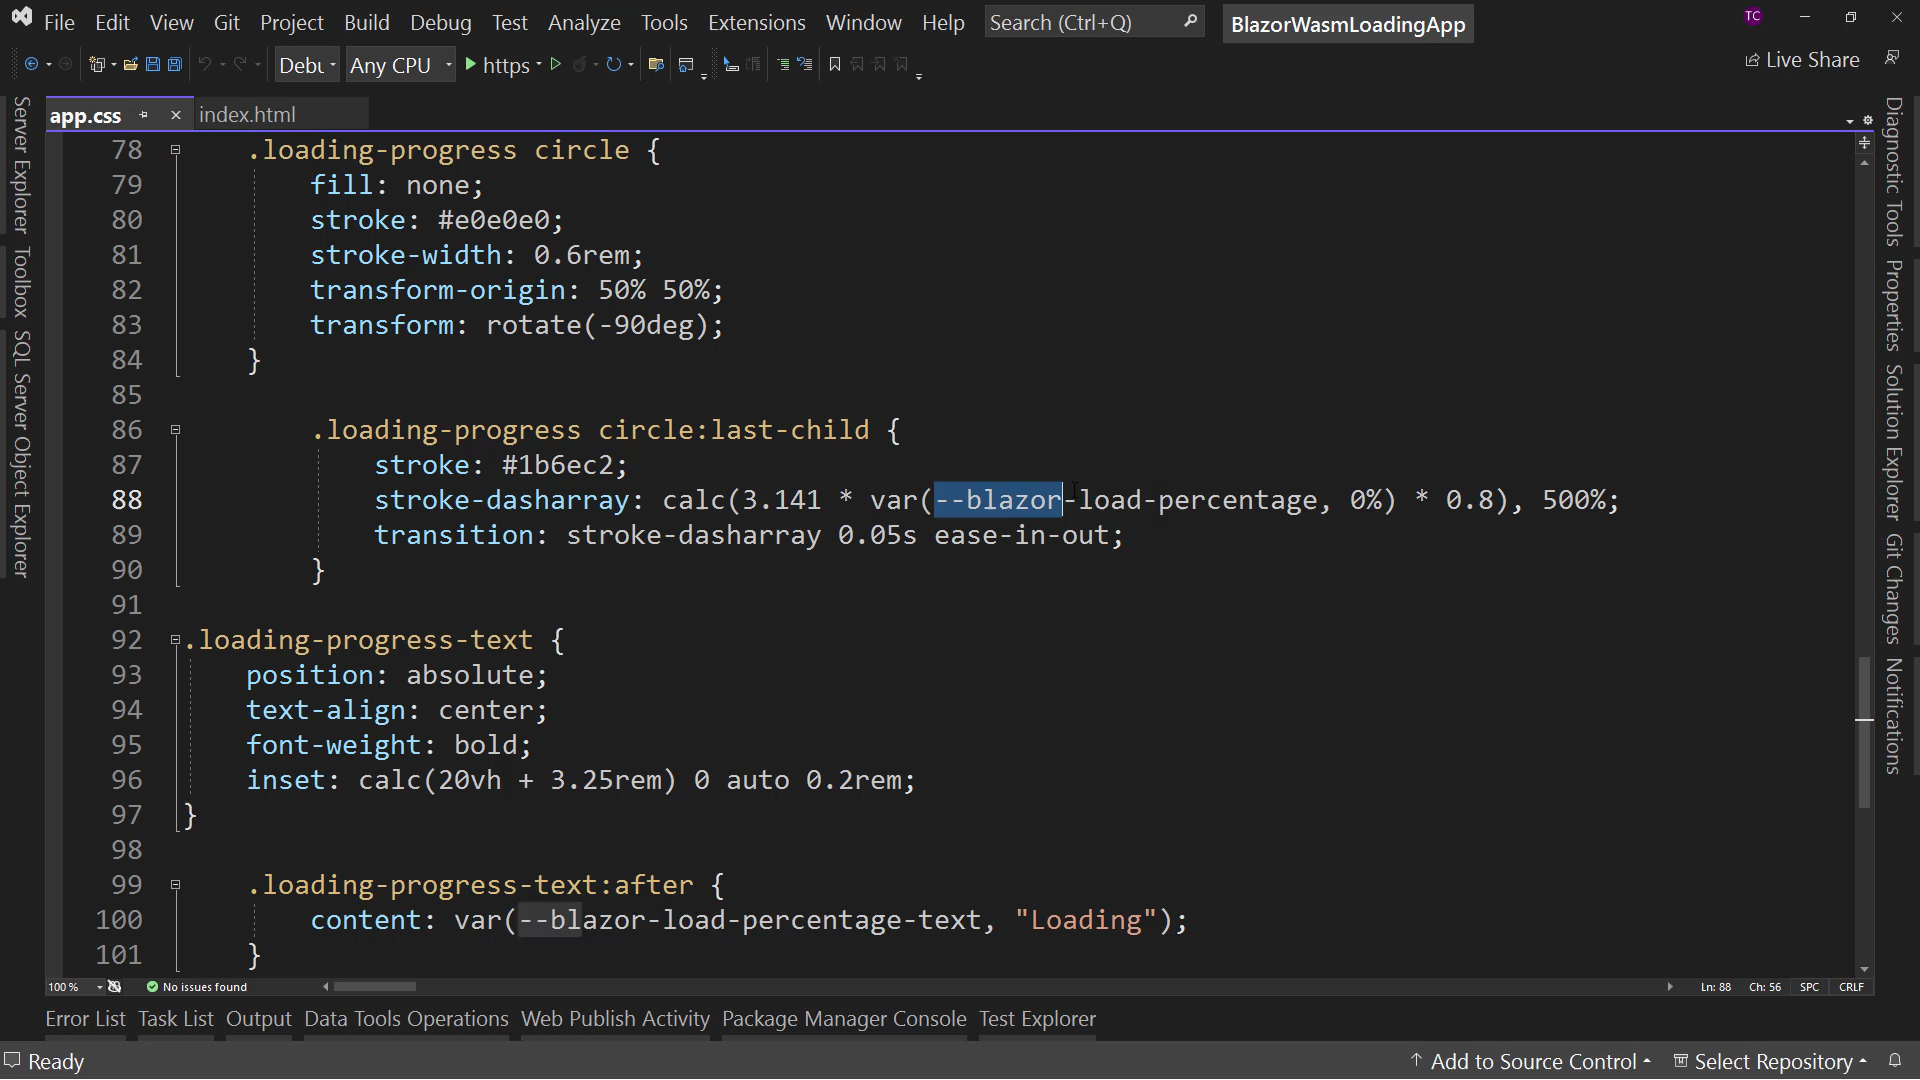 File Edit View Git Project Build Debug Test Analyze Tools Extensions Window Help Search (Ctrl+Q) BlazorWasmLoadingApp TC
Debu Any CPU https Live Share
app.css index.html
78 .loading-progress circle {
79 fill: none;
80 stroke: #e0e0e0;
81 stroke-width: 0.6rem;
82 transform-origin: 50% 50%;
83 transform: rotate(-90deg);
84 }
85
86 .loading-progress circle:last-child {
87 stroke: #1b6ec2;
88 stroke-dasharray: calc(3.141 * var(--blazor-load-percentage, 0%) * 0.8), 500%;
89 transition: stroke-dasharray 0.05s ease-in-out;
90 }
91
92 .loading-progress-text {
93 position: absolute;
94 text-align: center;
95 font-weight: bold;
96 inset: calc(20vh + 3.25rem) 0 auto 0.2rem;
97 }
98
99 .loading-progress-text:after {
100 content: var(--blazor-load-percentage-text, "Loading");
101 }
Server Explorer
Toolbox
SQL Server Object Explorer
Diagnostic Tools
Properties
Solution Explorer
Git Changes
Notifications
100 % No issues found Ln: 88 Ch: 56 SPC CRLF
Error List Task List Output Data Tools Operations Web Publish Activity Package Manager Console Test Explorer
Ready Add to Source Control Select Repository